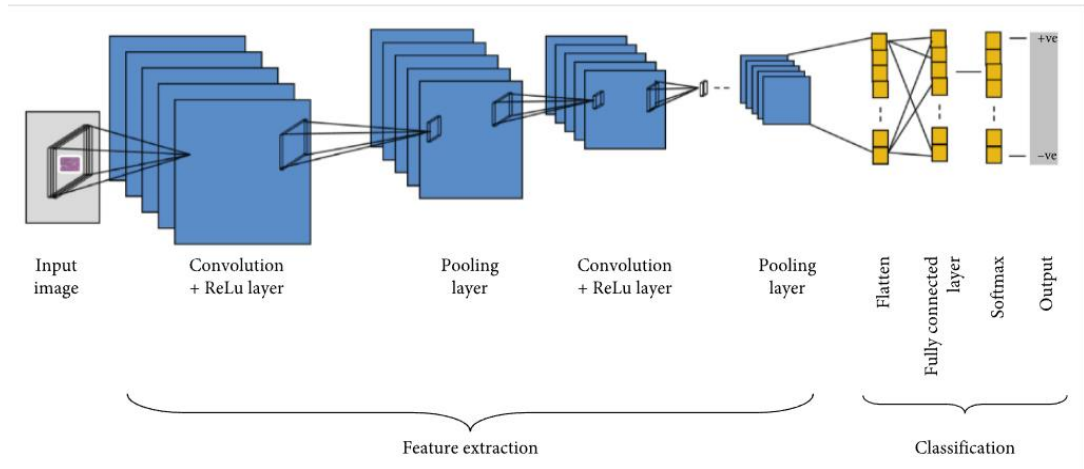 +ve
-ve
Input
image
Convolution
+ ReLu layer
Pooling
layer
Convolution
+ ReLu layer
Pooling
layer
Flatten
Fully connected
layer
Softmax
Output
Feature extraction
Classification